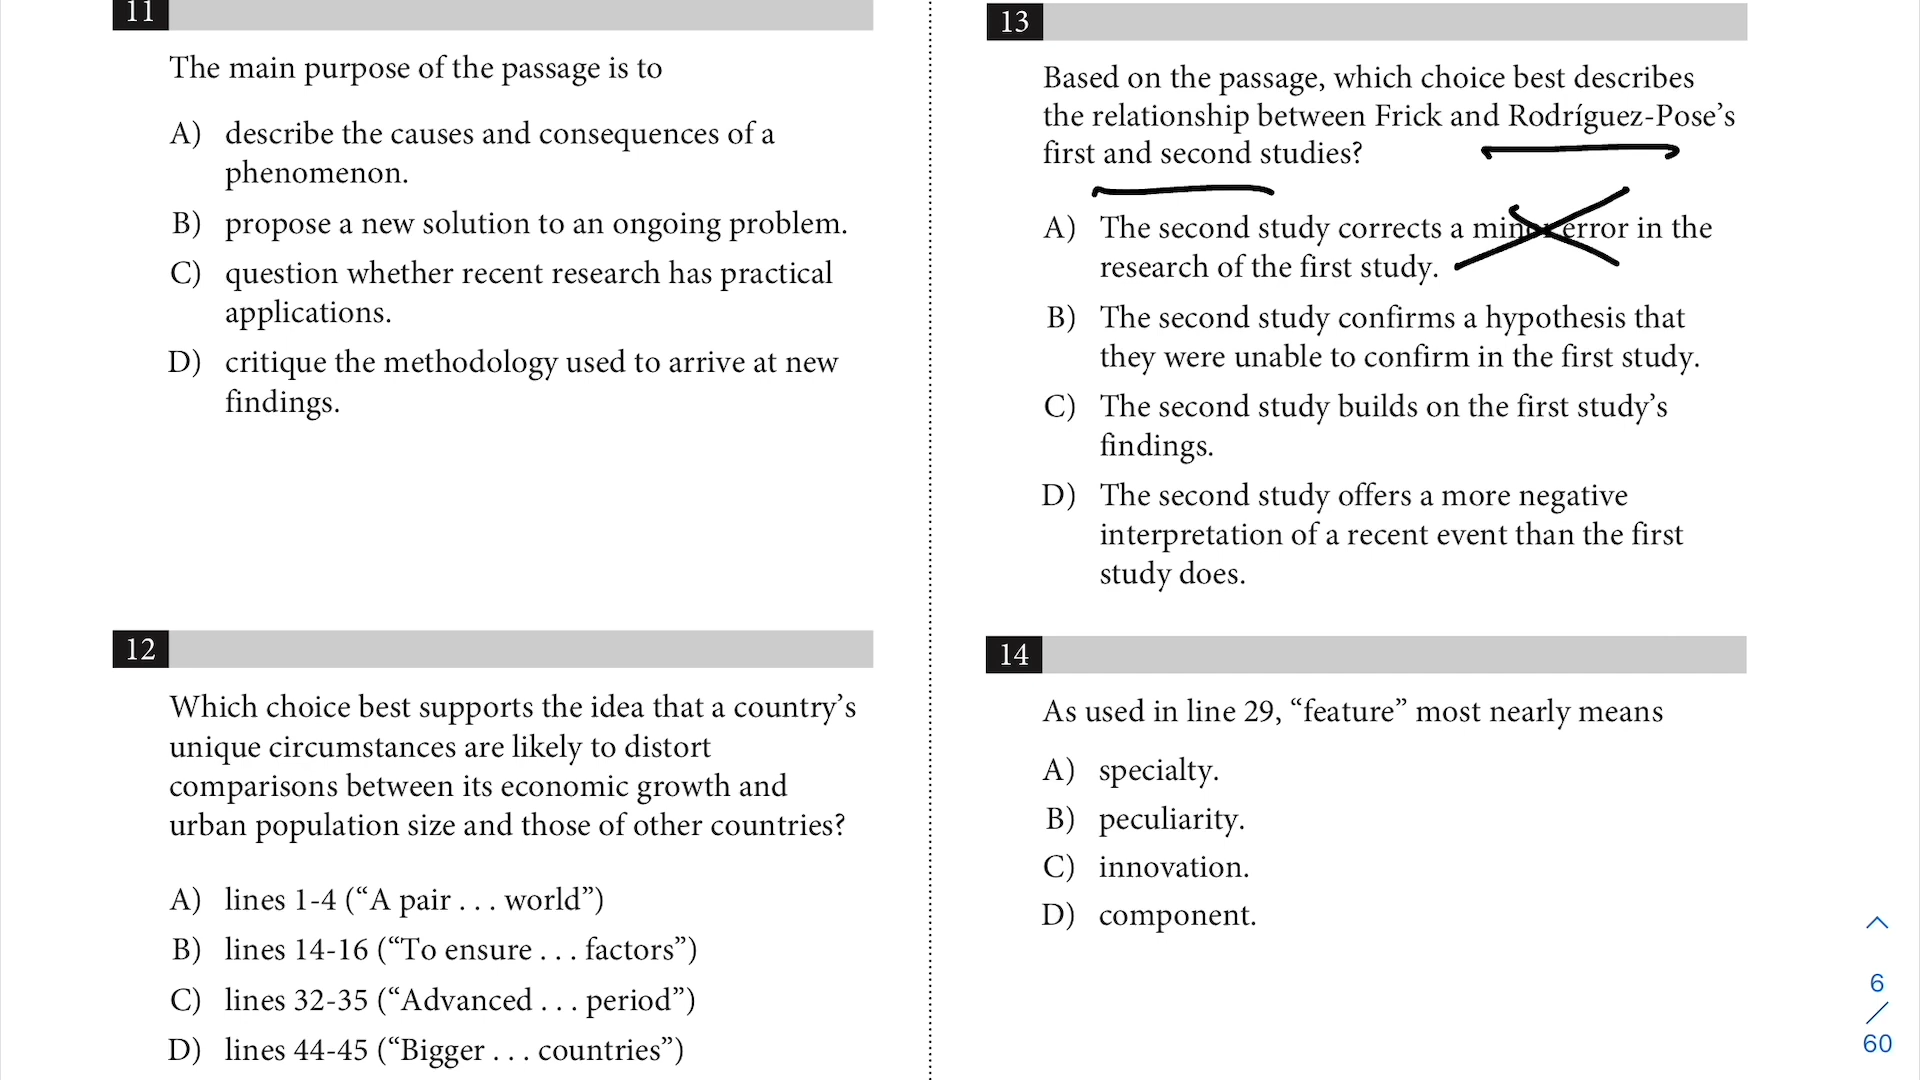 11
The main purpose of the passage is to
A) describe the causes and consequences of a
phenomenon.
B) propose a new solution to an ongoing problem.
C) question whether recent research has practical
applications.
D) critique the methodology used to arrive at new
findings.
12
Which choice best supports the idea that a country’s
unique circumstances are likely to distort
comparisons between its economic growth and
urban population size and those of other countries?
A) lines 1-4 (“A pair . . . world”)
B) lines 14-16 (“To ensure . . . factors”)
C) lines 32-35 (“Advanced . . . period”)
D) lines 44-45 (“Bigger . . . countries”)
13
Based on the passage, which choice best describes
the relationship between Frick and Rodríguez-Pose’s
first and second studies?
A) The second study corrects a minor error in the
research of the first study.
B) The second study confirms a hypothesis that
they were unable to confirm in the first study.
C) The second study builds on the first study’s
findings.
D) The second study offers a more negative
interpretation of a recent event than the first
study does.
14
As used in line 29, “feature” most nearly means
A) specialty.
B) peculiarity.
C) innovation.
D) component.
6
/
60